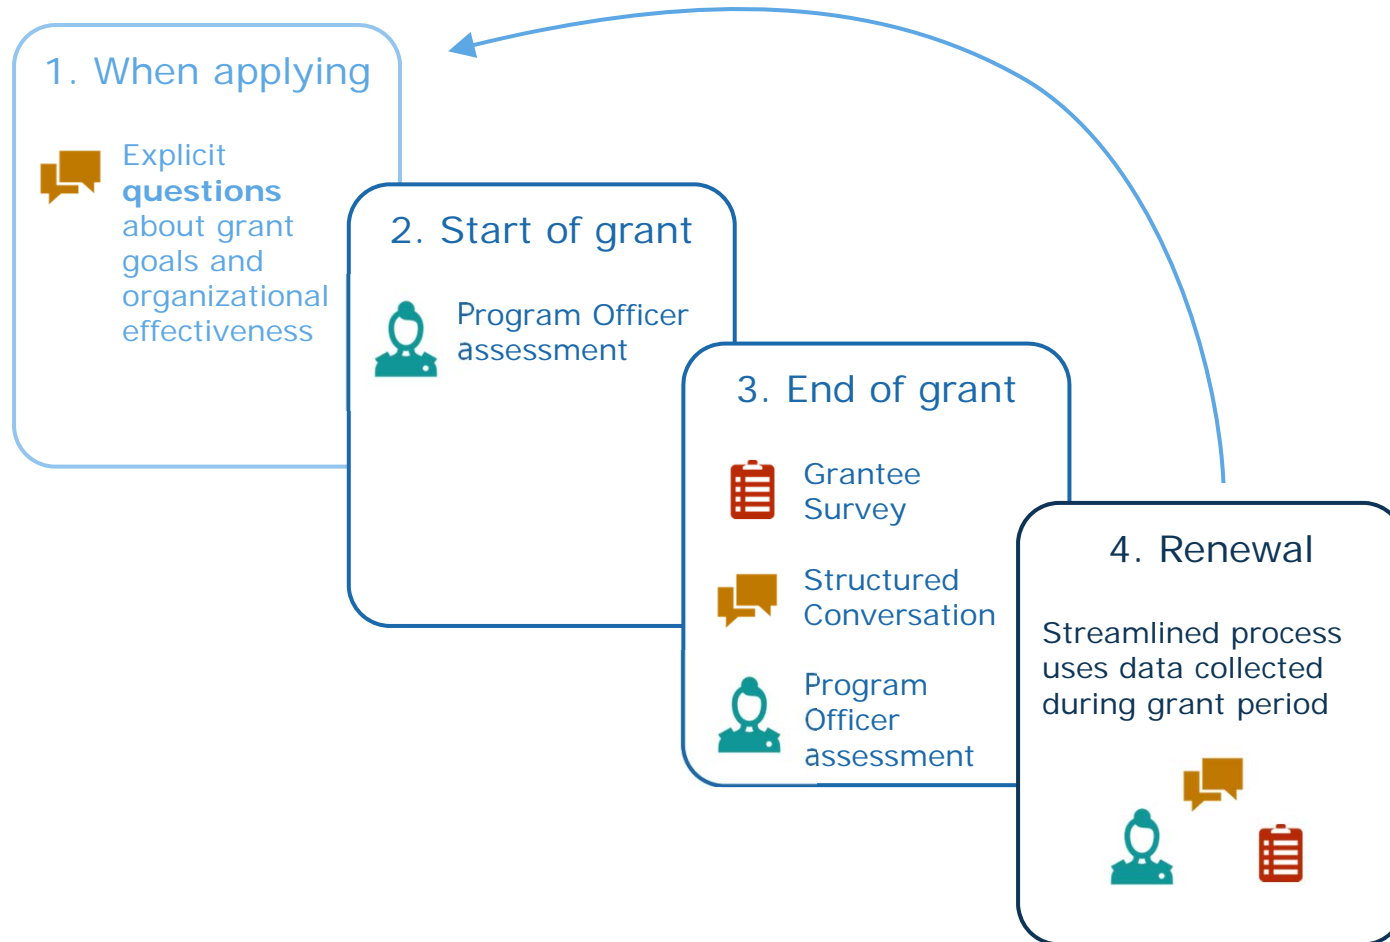 1. When applying
Explicit
questions
about grant
goals and
organizational
effectiveness
2. Start of grant
Program Officer
assessment
3. End of grant
Grantee
Survey
Structured
Conversation
Program
Officer
assessment
4. Renewal
Streamlined process
uses data collected
during grant period